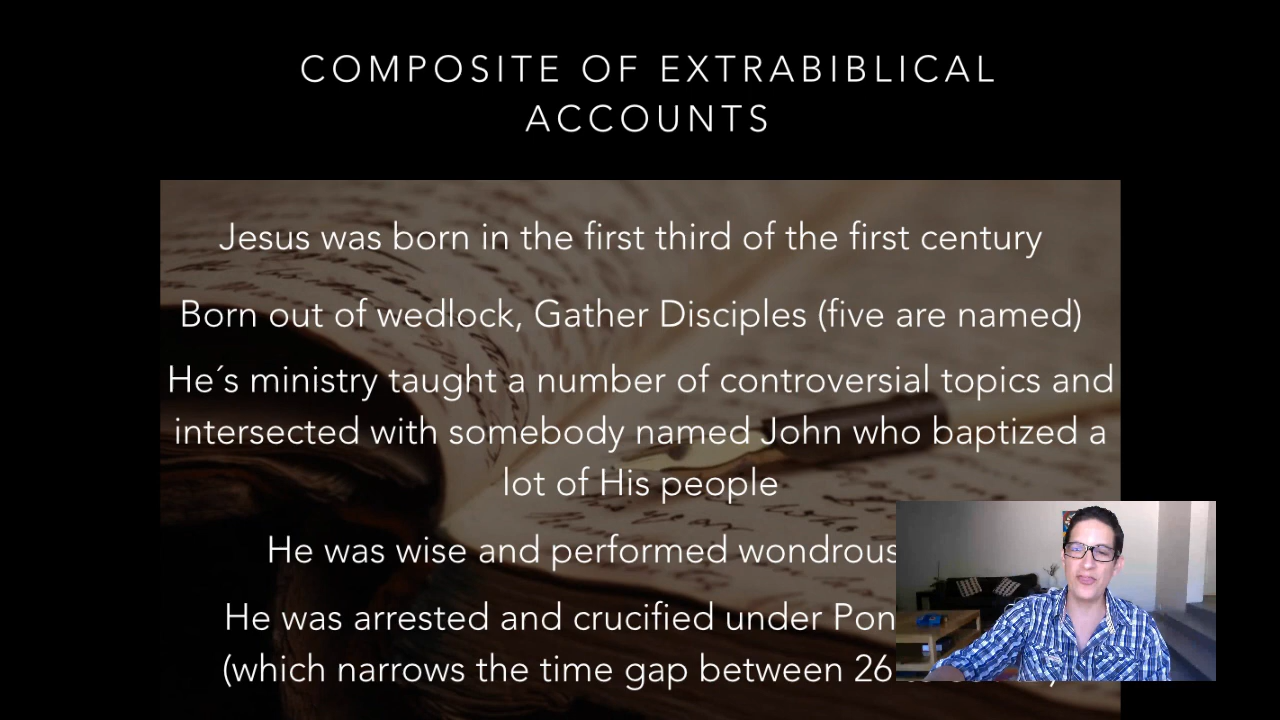 COMPOSITE OF EXTRABIBLICAL
ACCOUNTS
Jesus was born in the first third of the first century
Born out of wedlock, Gather Disciples (five are named)
He´s ministry taught a number of controversial topics and
intersected with somebody named John who baptized a
lot of His people
He was wise and performed wondrous
He was arrested and crucified under Pon
(which narrows the time gap between 26